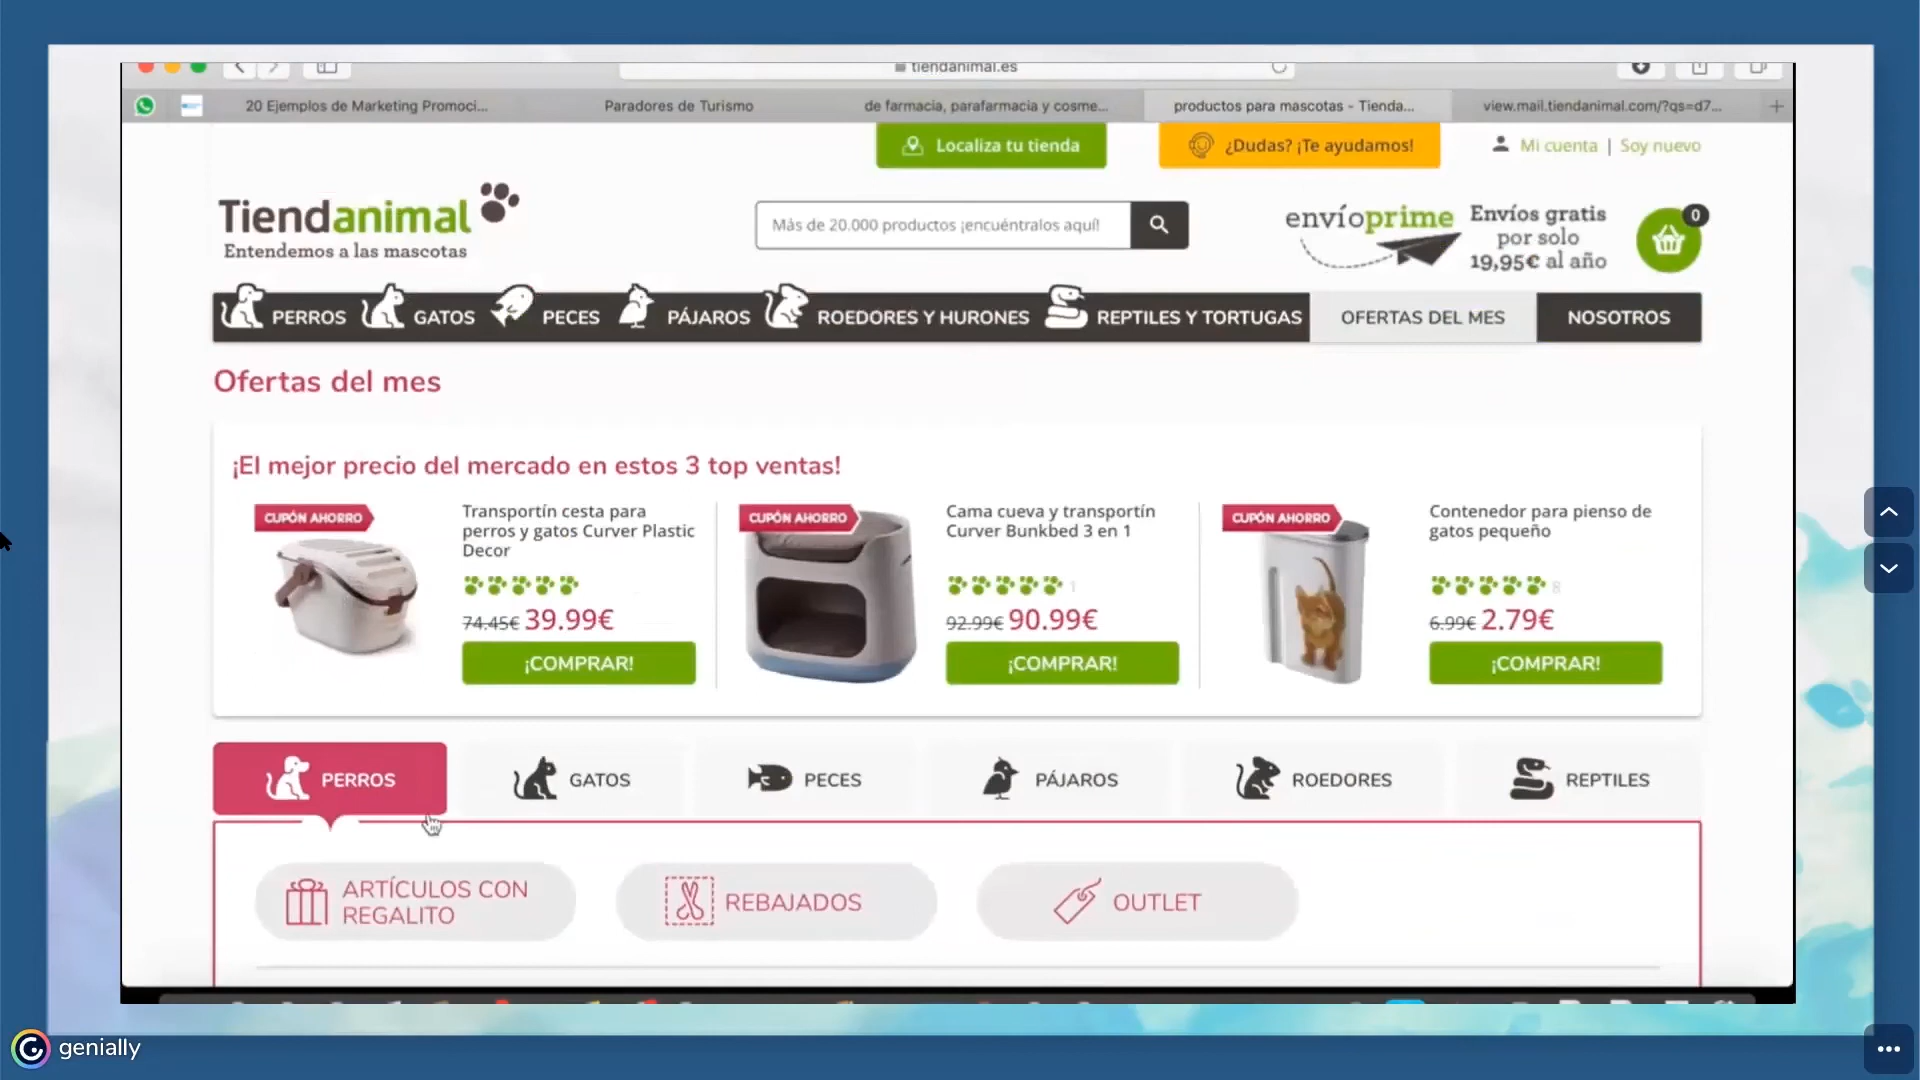 tiendanimal.es
20 Ejemplos de Marketing Promoci...
Paradores de Turismo
de farmacia, parafarmacia y cosme...
productos para mascotas - Tienda...
view.mail.tiendanimal.com/?qs=d7...
Localiza tu tienda
¿Dudas? ¡Te ayudamos!
Mi cuenta | Soy nuevo
Tiendanimal
Entendemos a las mascotas
Más de 20.000 productos ¡encuéntralos aquí!
envíoprime
Envíos gratis
por solo
19,95€ al año
0
PERROS
GATOS
PECES
PÁJAROS
ROEDORES Y HURONES
REPTILES Y TORTUGAS
OFERTAS DEL MES
NOSOTROS
Ofertas del mes
¡El mejor precio del mercado en estos 3 top ventas!
CUPÓN AHORRO
Transportín cesta para
perros y gatos Curver Plastic
Decor
74.45€ 39.99€
¡COMPRAR!
CUPÓN AHORRO
Cama cueva y transportín
Curver Bunkbed 3 en 1
1
92.99€ 90.99€
¡COMPRAR!
CUPÓN AHORRO
Contenedor para pienso de
gatos pequeño
8
6.99€ 2.79€
¡COMPRAR!
PERROS
GATOS
PECES
PÁJAROS
ROEDORES
REPTILES
ARTÍCULOS CON
REGALITO
REBAJADOS
OUTLET
genially